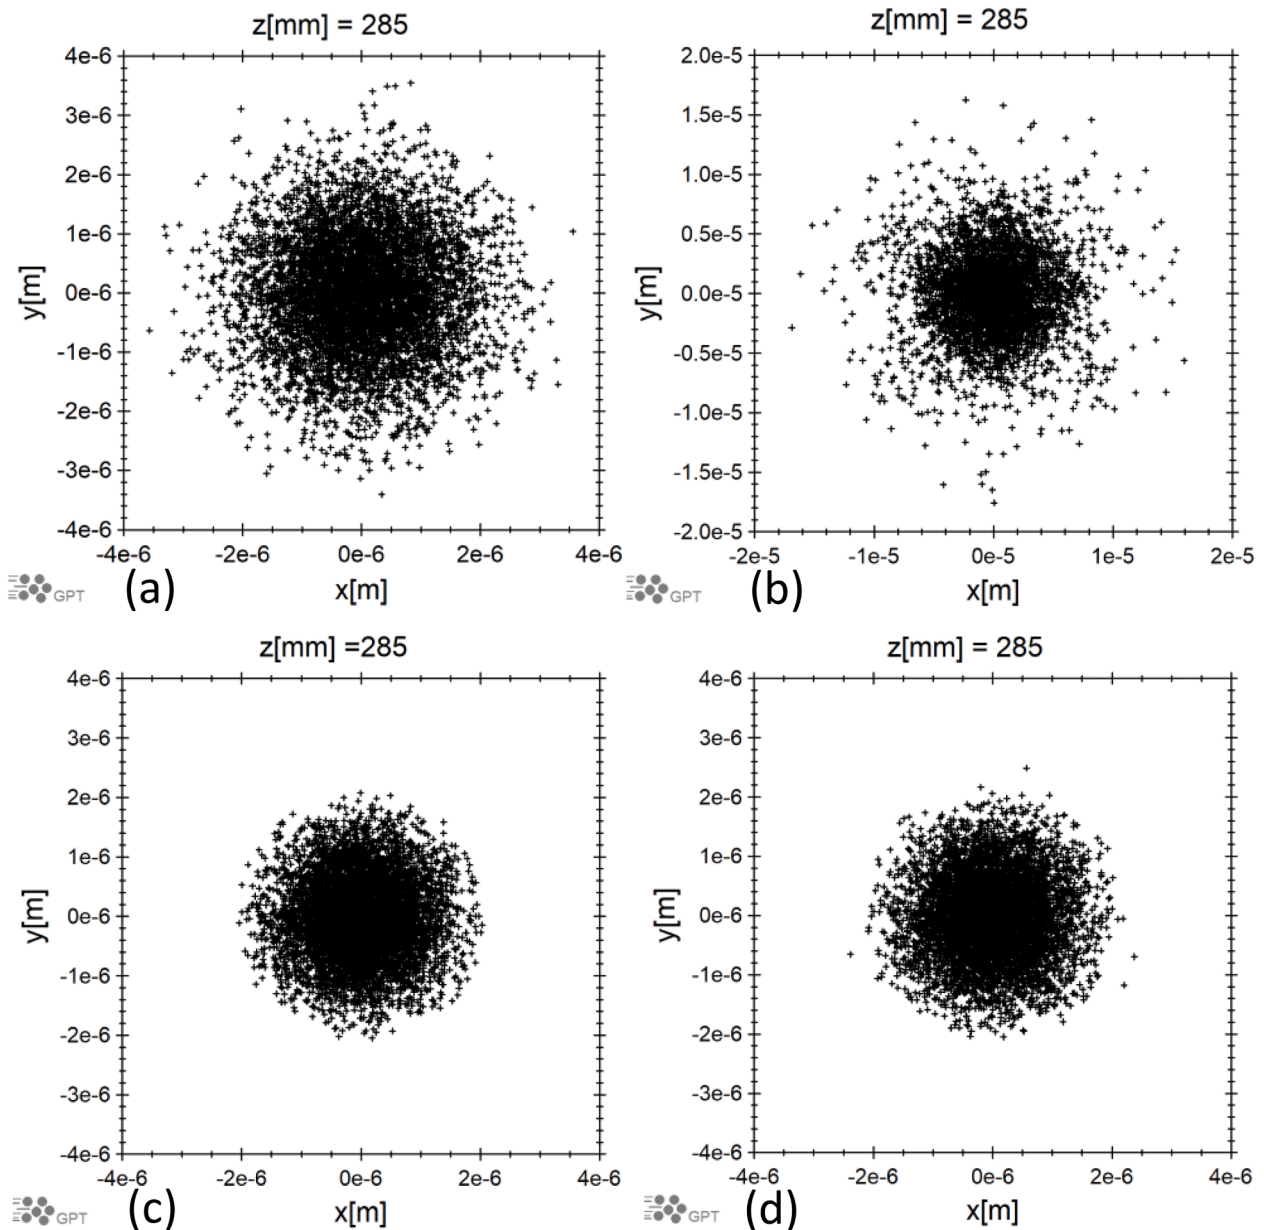 z[mm] = 285
4e-6
3e-6
2e-6
1e-6
0e-6
-1e-6
-2e-6
-3e-6
-4e-6
y[m]
-4e-6 -2e-6 0e-6 2e-6 4e-6
x[m]
GPT
(a)
z[mm] = 285
2.0e-5
1.5e-5
1.0e-5
0.5e-5
0.0e-5
-0.5e-5
-1.0e-5
-1.5e-5
-2.0e-5
y[m]
-2e-5 -1e-5 0e-5 1e-5 2e-5
x[m]
GPT
(b)
z[mm] =285
4e-6
3e-6
2e-6
1e-6
0e-6
-1e-6
-2e-6
-3e-6
-4e-6
y[m]
-4e-6 -2e-6 0e-6 2e-6 4e-6
x[m]
GPT
(c)
z[mm] = 285
4e-6
3e-6
2e-6
1e-6
0e-6
-1e-6
-2e-6
-3e-6
-4e-6
y[m]
-4e-6 -2e-6 0e-6 2e-6 4e-6
x[m]
GPT
(d)